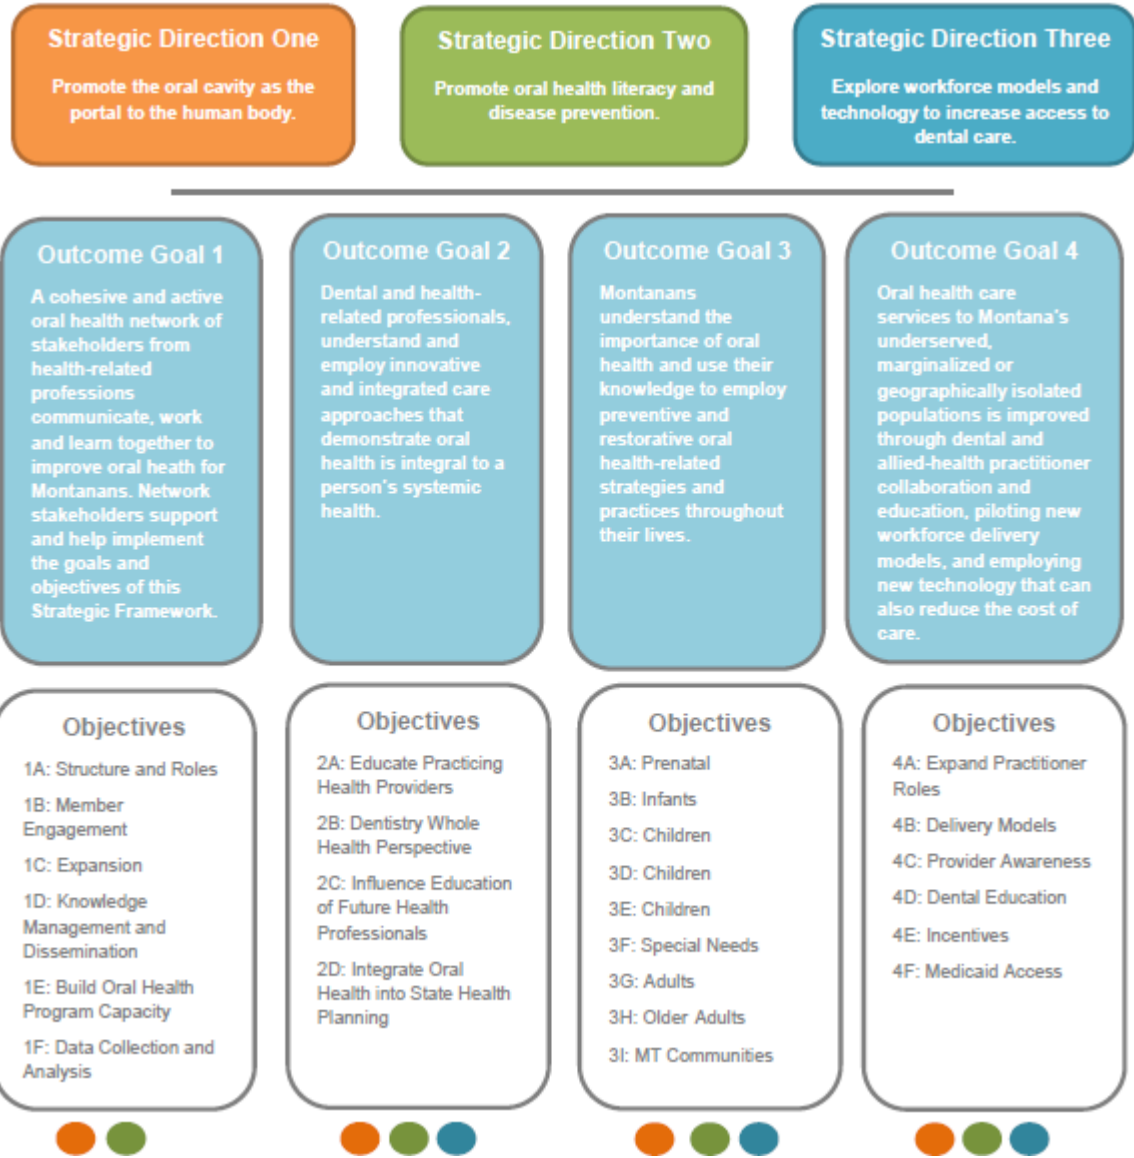 Strategic Direction One
Promote the oral cavity as the
portal to the human body.
Strategic Direction Two
Promote oral health literacy and
disease prevention.
Strategic Direction Three
Explore workforce models and
technology to increase access to
dental care.
Outcome Goal 1
A cohesive and active
oral health network of
stakeholders from
health-related
professions
communicate, work
and learn together to
improve oral heath for
Montanans. Network
stakeholders support
and help implement
the goals and
objectives of this
Strategic Framework.
Outcome Goal 2
Dental and health-
related professionals,
understand and
employ innovative
and integrated care
approaches that
demonstrate oral
health is integral to a
person's systemic
health.
Outcome Goal 3
Montanans
understand the
importance of oral
health and use their
knowledge to employ
preventive and
restorative oral
health-related
strategies and
practices throughout
their lives.
Outcome Goal 4
Oral health care
services to Montana's
underserved,
marginalized or
geographically isolated
populations is improved
through dental and
allied-health practitioner
collaboration and
education, piloting new
workforce delivery
models, and employing
new technology that can
also reduce the cost of
care.
Objectives
1A: Structure and Roles
1B: Member
Engagement
1C: Expansion
1D: Knowledge
Management and
Dissemination
1E: Build Oral Health
Program Capacity
1F: Data Collection and
Analysis
Objectives
2A: Educate Practicing
Health Providers
2B: Dentistry Whole
Health Perspective
2C: Influence Education
of Future Health
Professionals
2D: Integrate Oral
Health into State Health
Planning
Objectives
3A: Prenatal
3B: Infants
3C: Children
3D: Children
3E: Children
3F: Special Needs
3G: Adults
3H: Older Adults
3I: MT Communities
Objectives
4A: Expand Practitioner
Roles
4B: Delivery Models
4C: Provider Awareness
4D: Dental Education
4E: Incentives
4F: Medicaid Access